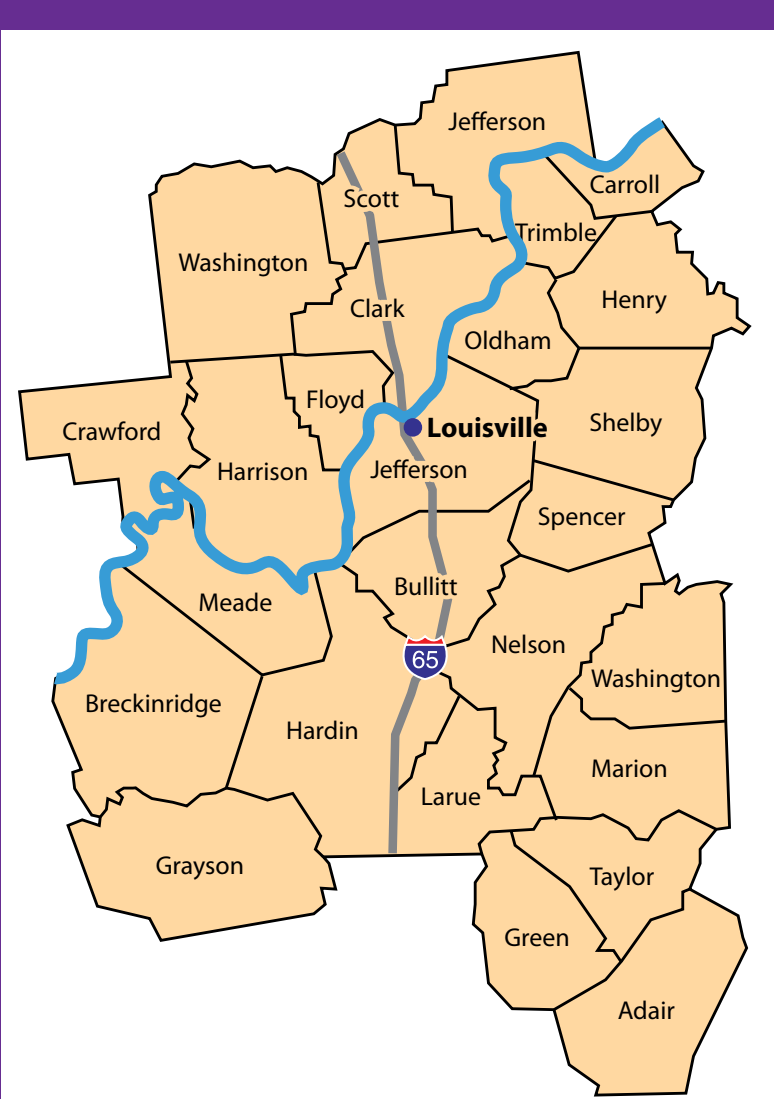 Jefferson
Carroll
Scott
Trimble
Washington
Henry
Clark
Oldham
Floyd
Shelby
Louisville
Crawford
Harrison
Jefferson
Spencer
Bullitt
Meade
Nelson
65
Washington
Breckinridge
Hardin
Marion
Larue
Grayson
Taylor
Green
Adair